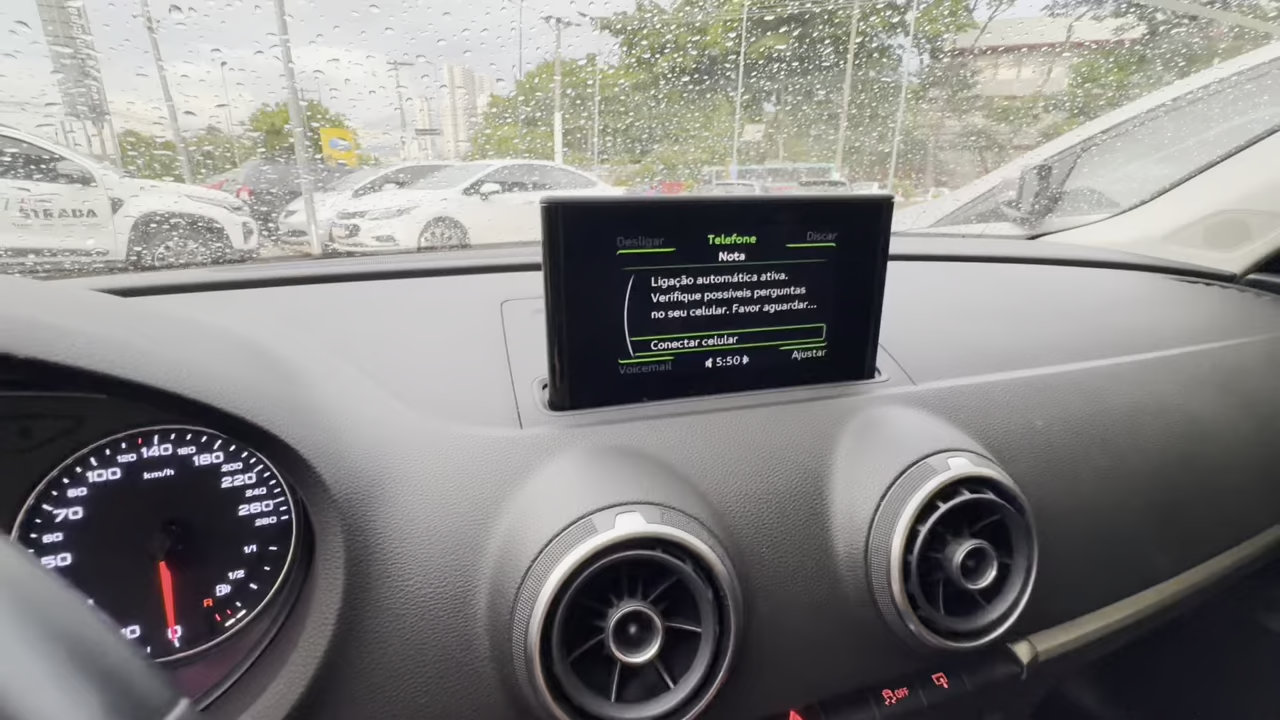 STRADA
Desligar
Telefone
Discar
Nota
Ligação automática ativa.
Verifique possíveis perguntas
no seu celular. Favor aguardar...
Conectar celular
Voicemail
5:50
Ajustar
km/h
0
50
60
70
80
100
120
140
160
180
200
220
240
260
280
1/1
1/2
R
OFF